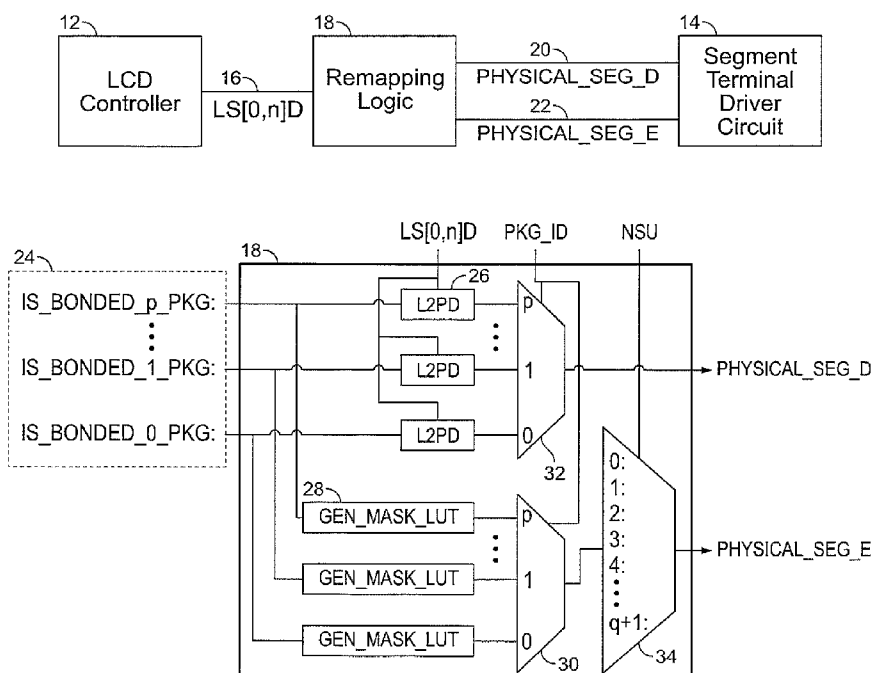 12
LCD
Controller
16
LS[0,n]D
18
Remapping
Logic
20
PHYSICAL_SEG_D
22
PHYSICAL_SEG_E
14
Segment
Terminal
Driver
Circuit
24
IS_BONDED_p_PKG:
IS_BONDED_1_PKG:
IS_BONDED_0_PKG:
18
LS[0,n]D
PKG_ID
NSU
26
L2PD
L2PD
L2PD
p
1
0
32
PHYSICAL_SEG_D
28
GEN_MASK_LUT
GEN_MASK_LUT
GEN_MASK_LUT
p
1
0
30
0:
1:
2:
3:
4:
q+1:
34
PHYSICAL_SEG_E